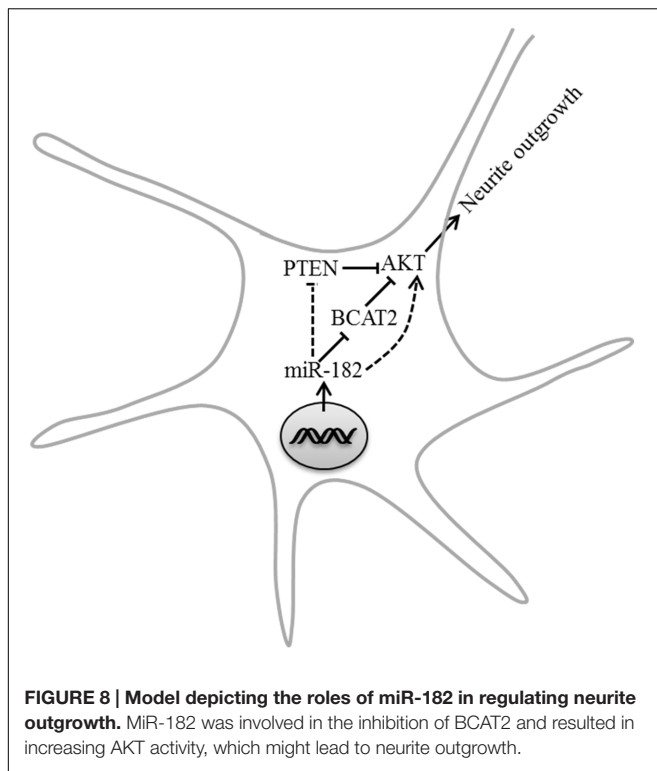 Neurite outgrowth
PTEN
AKT
BCAT2
miR-182
FIGURE 8 | Model depicting the roles of miR-182 in regulating neurite
outgrowth. MiR-182 was involved in the inhibition of BCAT2 and resulted in
increasing AKT activity, which might lead to neurite outgrowth.